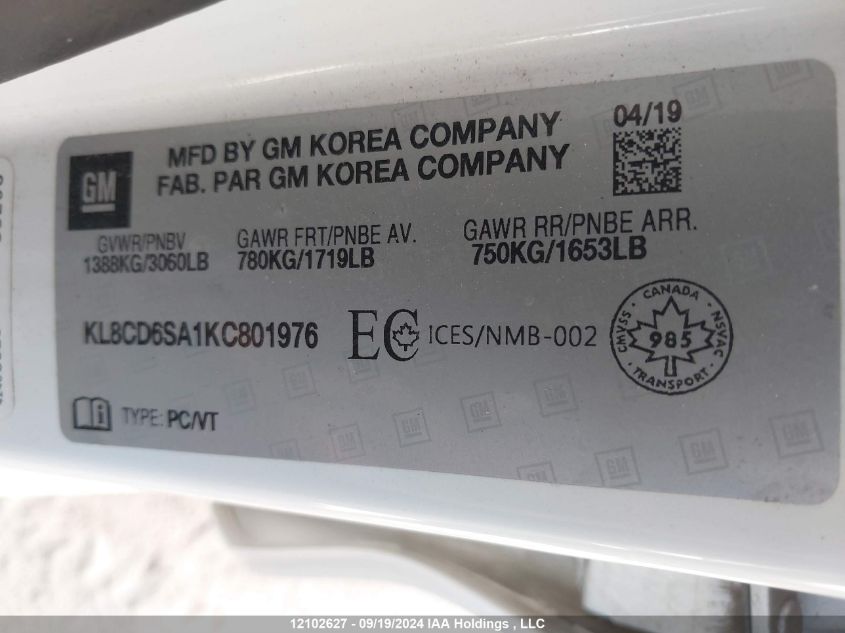 MFD BY GM KOREA COMPANY
FAB. PAR GM KOREA COMPANY
04/19
GM
GVWR/PNBV
1388KG/3060LB
GAWR FRT/PNBE AV.
780KG/1719LB
GAWR RR/PNBE ARR.
750KG/1653LB
KL8CD6SA1KC801976
EC ICES/NMB-002
CANADA
CMVSS NSVAC
985
TRANSPORT
TYPE: PC/VT
12102627 - 09/19/2024 IAA Holdings , LLC